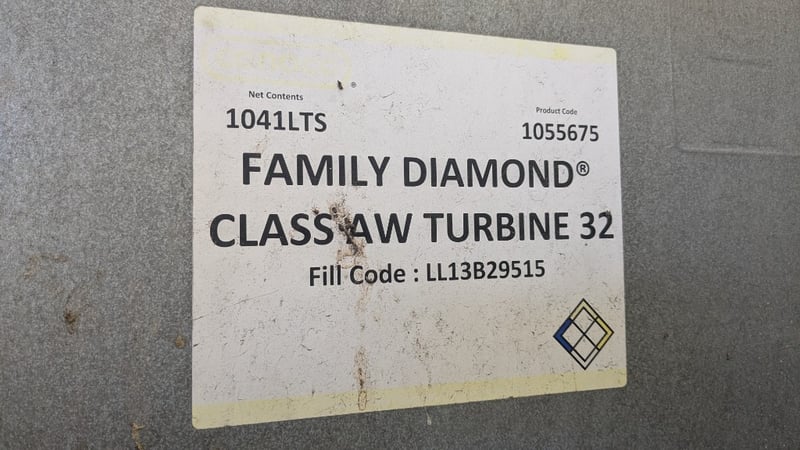 ®
Net Contents
1041LTS
Product Code
1055675
FAMILY DIAMOND®
CLASS AW TURBINE 32
Fill Code : LL13B29515